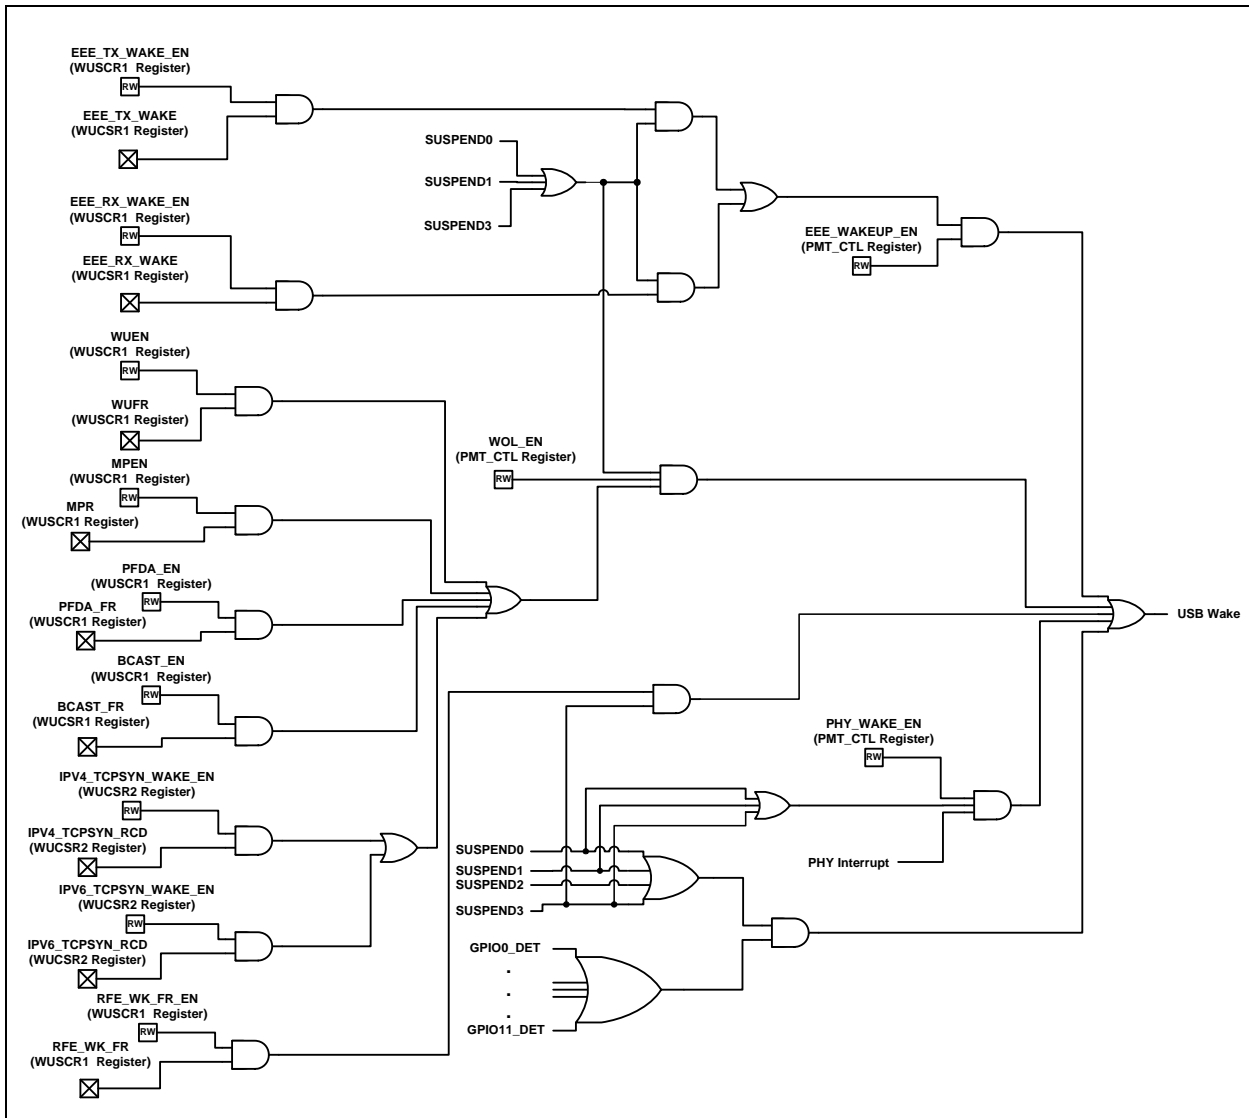 EEE_TX_WAKE_EN
(WUSCR1  Register)
RW
EEE_TX_WAKE
(WUCSR1 Register)
SUSPEND0
SUSPEND1
SUSPEND3
EEE_RX_WAKE_EN
(WUSCR1 Register)
RW
EEE_RX_WAKE
(WUCSR1 Register)
EEE_WAKEUP_EN
(PMT_CTL Register)
RW
WUEN
(WUSCR1  Register)
RW
WUFR
(WUSCR1 Register)
WOL_EN
(PMT_CTL Register)
RW
MPEN
(WUSCR1  Register)
RW
MPR
(WUSCR1 Register)
PFDA_EN
(WUSCR1  Register)
RW
PFDA_FR
(WUSCR1 Register)
USB Wake
BCAST_EN
(WUSCR1  Register)
RW
BCAST_FR
(WUCSR1 Register)
PHY_WAKE_EN
(PMT_CTL Register)
RW
IPV4_TCPSYN_WAKE_EN
(WUCSR2 Register)
RW
IPV4_TCPSYN_RCD
(WUCSR2 Register)
SUSPEND0
SUSPEND1
SUSPEND2
SUSPEND3
PHY Interrupt
IPV6_TCPSYN_WAKE_EN
(WUCSR2 Register)
RW
IPV6_TCPSYN_RCD
(WUCSR2 Register)
GPIO0_DET
.
.
.
GPIO11_DET
RFE_WK_FR_EN
(WUSCR1  Register)
RW
RFE_WK_FR
(WUSCR1  Register)